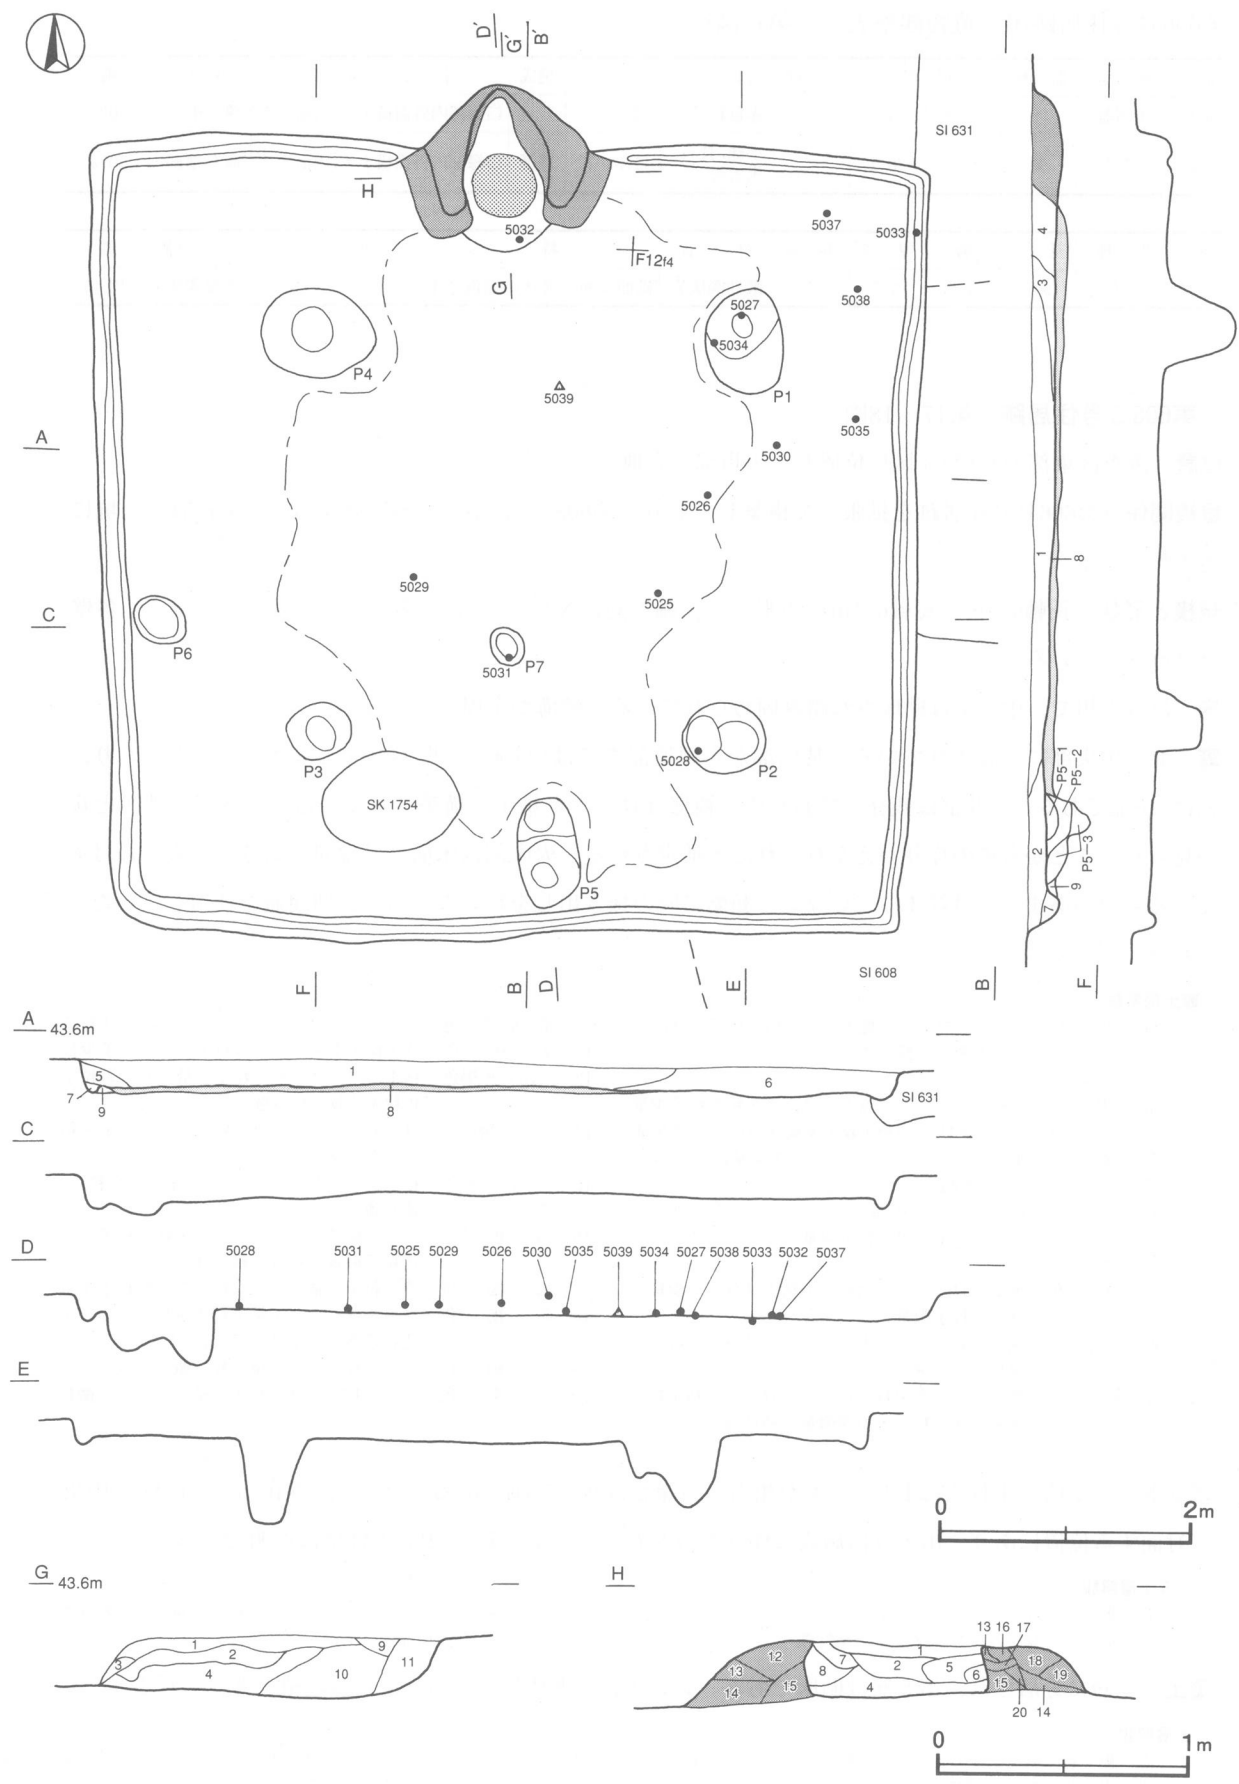 D' G' B'
SI 631
H
5032
F12f4
G
5037
5033
5038
5027
5034
P4
P1
5039
A
5035
5030
5026
5029
5025
C
P6
5031 P7
P3
5028 P2
SK 1754
P5
F B D E
SI 608
4
3
1 8
P5-1
P5-2
2
P5-3
9
7
B F
A 43.6m
5 1 6
7 9 8
SI 631
C
D
5028 5031 5025 5029 5026 5030 5035 5039 5034 5027 5038 5033 5032 5037
E
0 2m
G 43.6m
1 2 3 4 9 10 11
H
13 16 17
12 7 1 18
13 8 2 5 6 19
14 15 4 15
20 14
0 1m